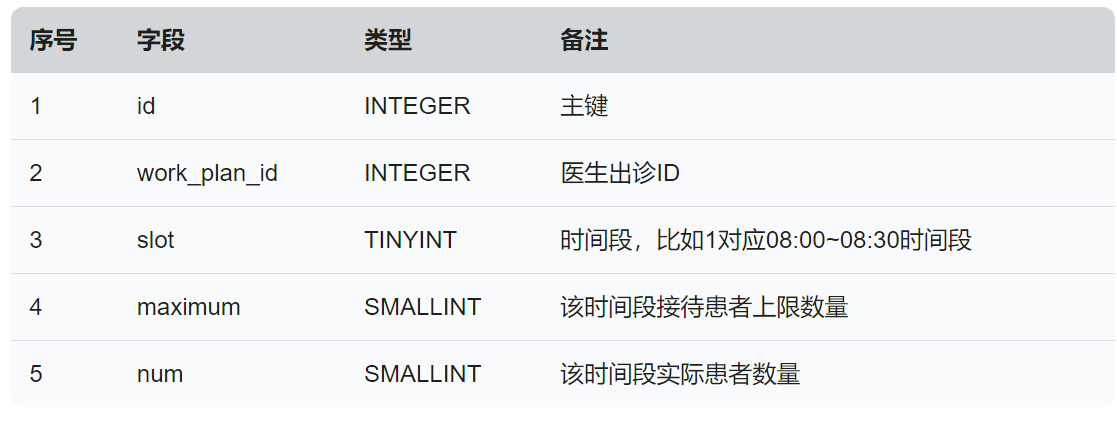 序号 字段 类型 备注
1 id INTEGER 主键
2 work_plan_id INTEGER 医生出诊ID
3 slot TINYINT 时间段，比如1对应08:00~08:30时间段
4 maximum SMALLINT 该时间段接待患者上限数量
5 num SMALLINT 该时间段实际患者数量